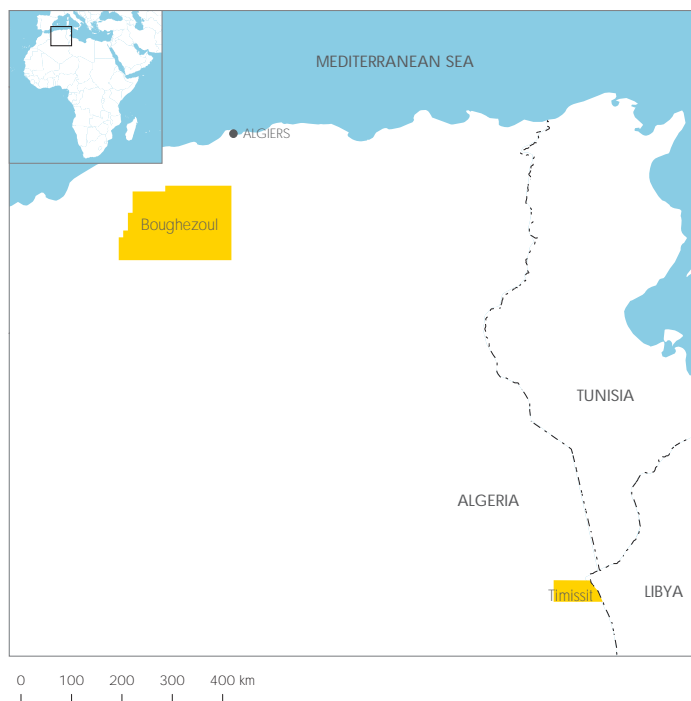 MEDITERRANEAN SEA
ALGIERS
Boughezoul
TUNISIA
ALGERIA
Timissit
LIBYA
0 100 200 300 400 km